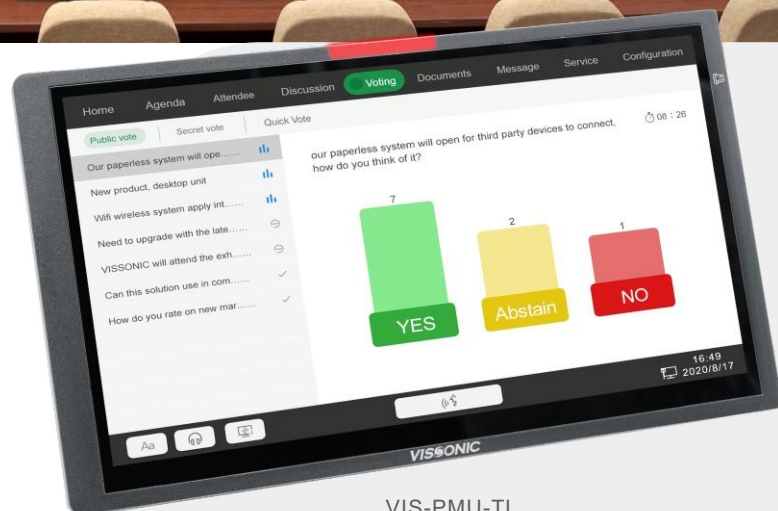 Home Agenda Attendee Discussion Voting Documents Message Service Configuration
Public vote Secret vote Quick Vote
Our paperless system will ope......
New product, desktop unit
Wifi wireless system apply int......
Need to upgrade with the late......
VISSONIC will attend the exh......
Can this solution use in com......
How do you rate on new mar......
our paperless system will open for third party devices to connect,
how do you think of it?
08 : 26
7
2
1
YES
Abstain
NO
16:49
2020/8/17
Aa
VISSONIC
VIS-PMU-TL